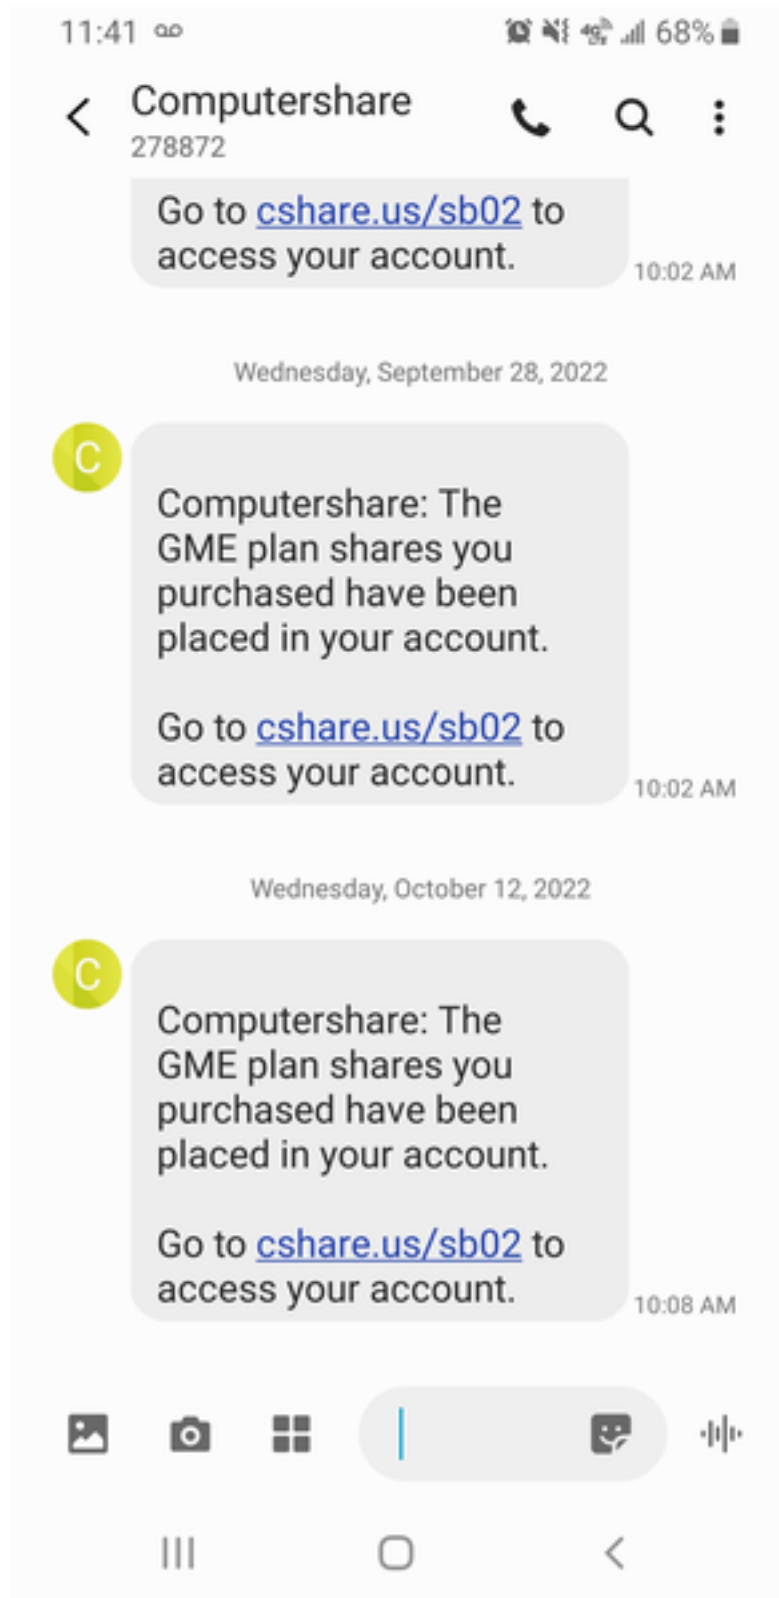 11:41
4G 68%
Computershare
278872
Go to cshare.us/sb02 to
access your account.
10:02 AM
Wednesday, September 28, 2022
C
Computershare: The
GME plan shares you
purchased have been
placed in your account.
Go to cshare.us/sb02 to
access your account.
10:02 AM
Wednesday, October 12, 2022
C
Computershare: The
GME plan shares you
purchased have been
placed in your account.
Go to cshare.us/sb02 to
access your account.
10:08 AM